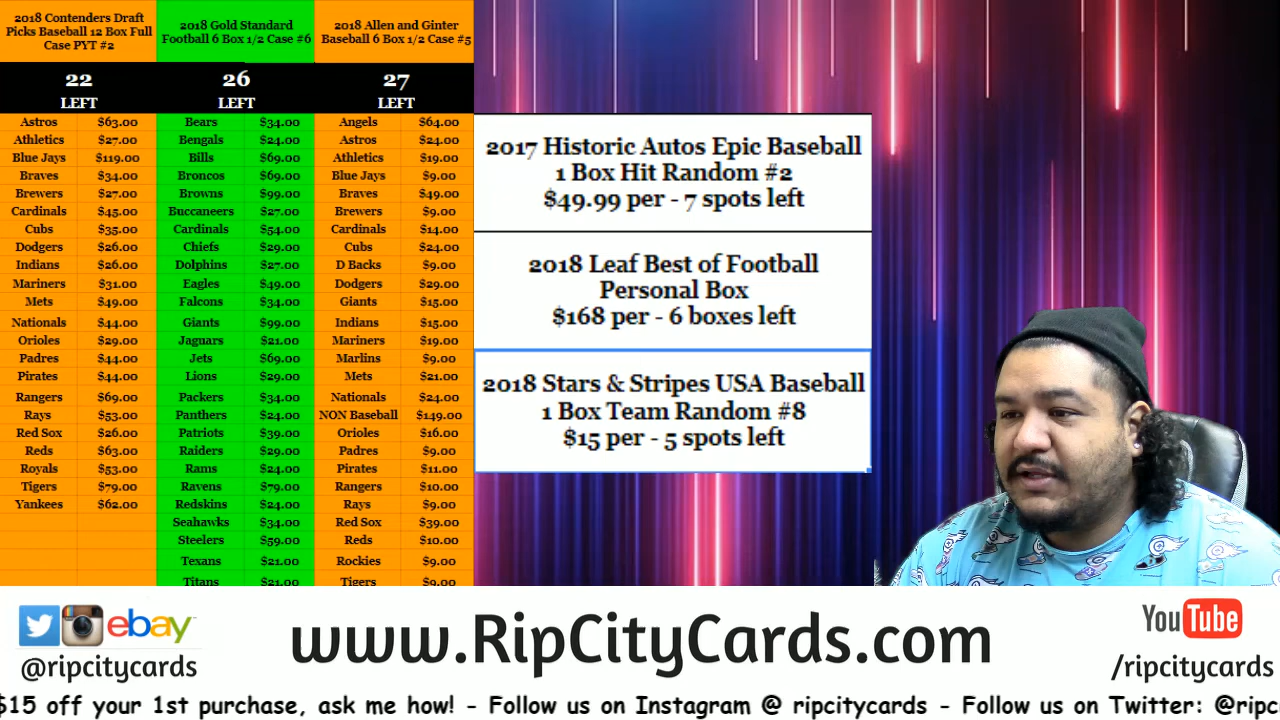 2018 Contenders Draft
Picks Baseball 12 Box Full
Case PYT #2
22
LEFT
Astros $63.00
Athletics $27.00
Blue Jays $119.00
Braves $34.00
Brewers $27.00
Cardinals $45.00
Cubs $35.00
Dodgers $26.00
Indians $26.00
Mariners $31.00
Mets $49.00
Nationals $44.00
Orioles $29.00
Padres $44.00
Pirates $44.00
Rangers $69.00
Rays $53.00
Red Sox $26.00
Reds $63.00
Royals $53.00
Tigers $79.00
Yankees $62.00
2018 Gold Standard
Football 6 Box 1/2 Case #6
26
LEFT
Bears $34.00
Bengals $24.00
Bills $69.00
Broncos $69.00
Browns $99.00
Buccaneers $27.00
Cardinals $54.00
Chiefs $29.00
Dolphins $27.00
Eagles $49.00
Falcons $34.00
Giants $99.00
Jaguars $21.00
Jets $69.00
Lions $29.00
Packers $34.00
Panthers $24.00
Patriots $39.00
Raiders $29.00
Rams $24.00
Ravens $79.00
Redskins $24.00
Seahawks $34.00
Steelers $59.00
Texans $21.00
Titans $21.00
2018 Allen and Ginter
Baseball 6 Box 1/2 Case #5
27
LEFT
Angels $64.00
Astros $24.00
Athletics $19.00
Blue Jays $9.00
Braves $49.00
Brewers $9.00
Cardinals $14.00
Cubs $24.00
D Backs $9.00
Dodgers $29.00
Giants $15.00
Indians $15.00
Mariners $19.00
Marlins $9.00
Mets $21.00
Nationals $24.00
NON Baseball $149.00
Orioles $16.00
Padres $9.00
Pirates $11.00
Rangers $10.00
Rays $9.00
Red Sox $39.00
Reds $10.00
Rockies $9.00
Tigers $9.00
2017 Historic Autos Epic Baseball
1 Box Hit Random #2
$49.99 per - 7 spots left
2018 Leaf Best of Football
Personal Box
$168 per - 6 boxes left
2018 Stars & Stripes USA Baseball
1 Box Team Random #8
$15 per - 5 spots left
ebay
@ripcitycards
www.RipCityCards.com
YouTube
/ripcitycards
$15 off your 1st purchase, ask me how! - Follow us on Instagram @ ripcitycards - Follow us on Twitter: @ripc